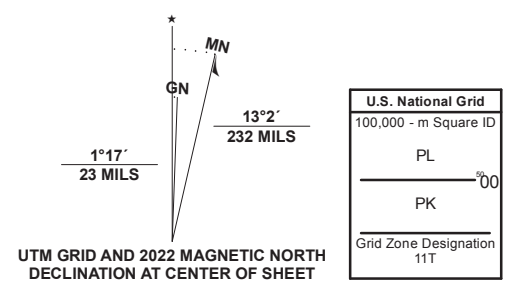 ★
MN
GN
13°2´
232 MILS
1°17´
23 MILS
UTM GRID AND 2022 MAGNETIC NORTH
DECLINATION AT CENTER OF SHEET
U.S. National Grid
100,000 - m Square ID
PL
5000
PK
Grid Zone Designation
11T